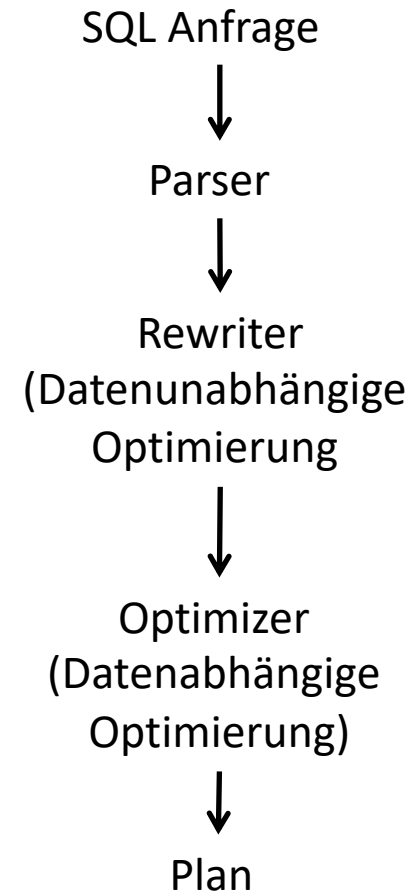 SQL Anfrage
Parser
Rewriter
(Datenunabhängige
Optimierung
Optimizer
(Datenabhängige
Optimierung)
Plan